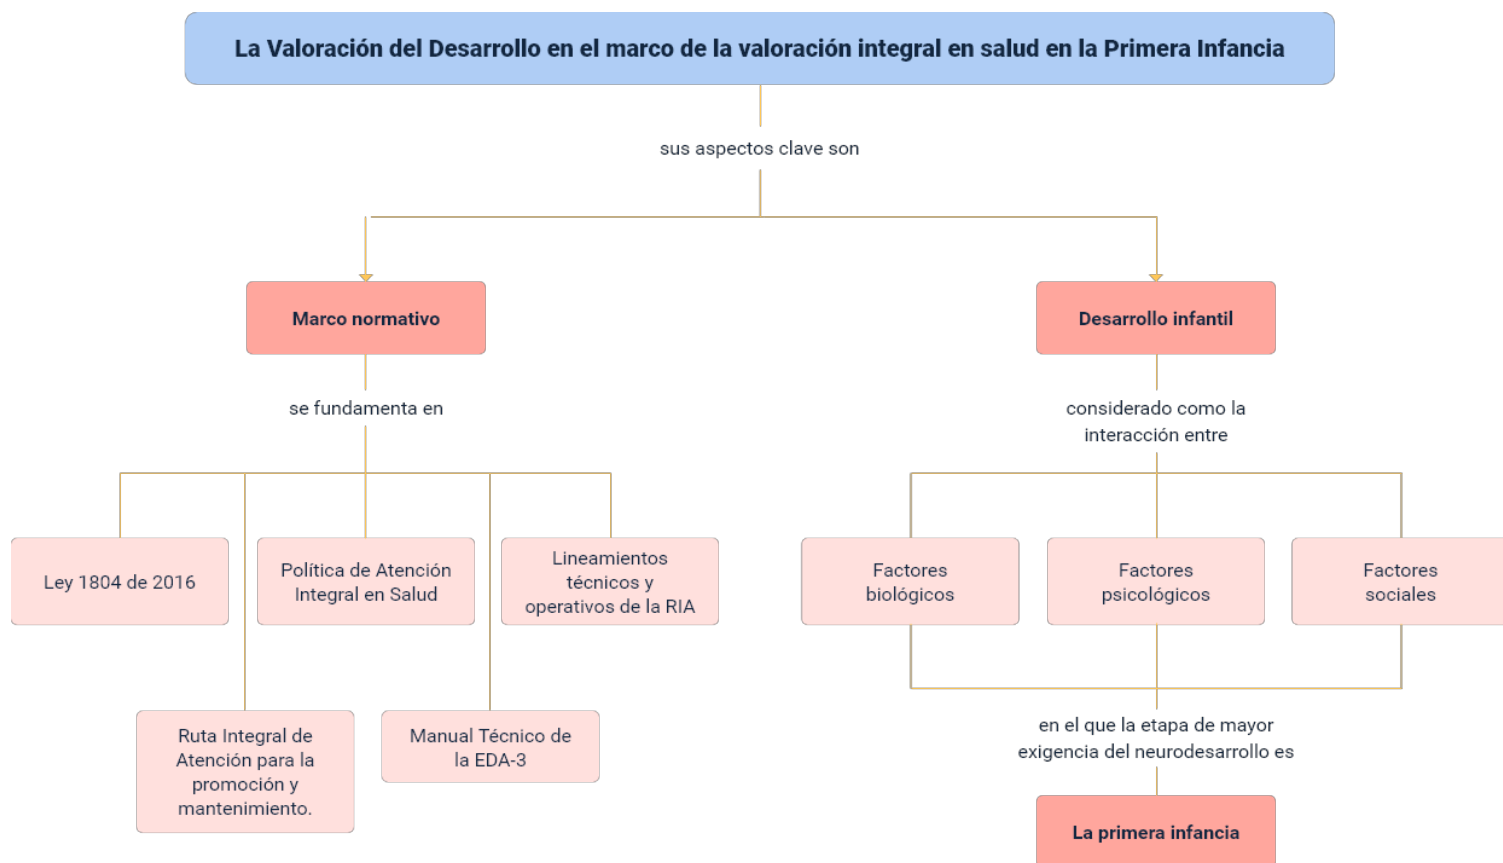 La Valoración del Desarrollo en el marco de la valoración integral en salud en la Primera Infancia
sus aspectos clave son
Marco normativo
se fundamenta en
Ley 1804 de 2016
Política de Atención
Integral en Salud
Lineamientos
técnicos y
operativos de la RIA
Ruta Integral de
Atención para la
promoción y
mantenimiento.
Manual Técnico de
la EDA-3
Desarrollo infantil
considerado como la
interacción entre
Factores
biológicos
Factores
psicológicos
Factores
sociales
en el que la etapa de mayor
exigencia del neurodesarrollo es
La primera infancia